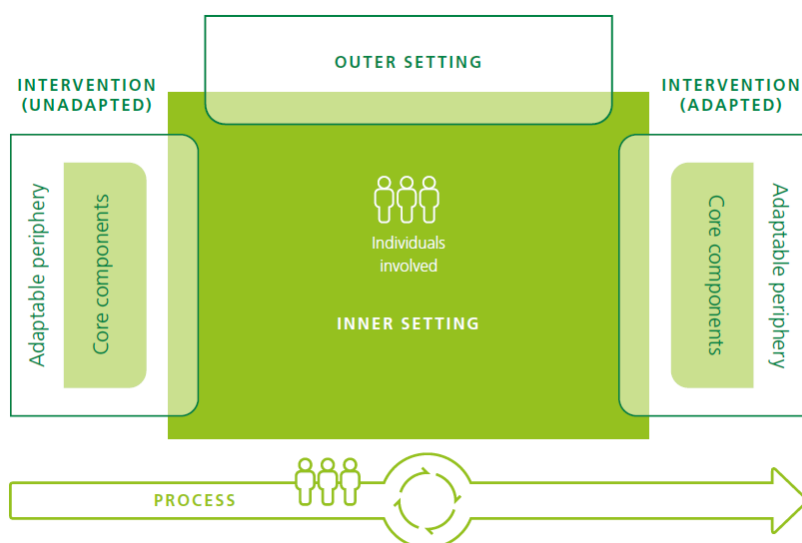 OUTER SETTING
INTERVENTION
(UNADAPTED)
INTERVENTION
(ADAPTED)
Adaptable periphery
Core components
Individuals
involved
INNER SETTING
Core components
Adaptable periphery
PROCESS